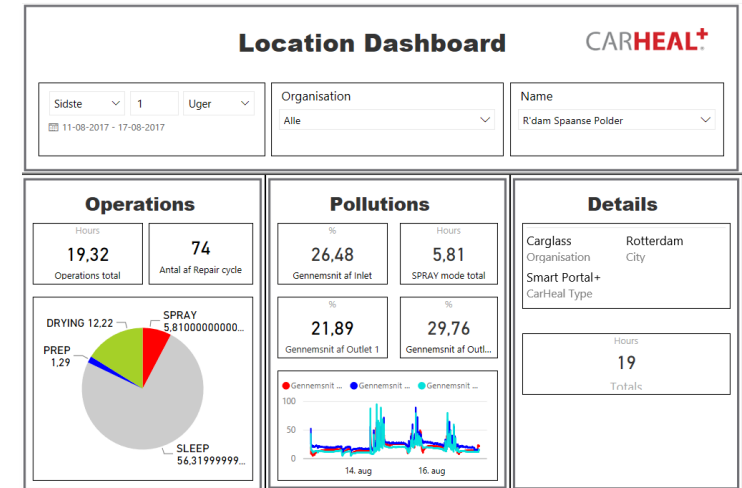 Location Dashboard
CARHEAL+
Sidste
1
Uger
11-08-2017 - 17-08-2017
Organisation
Alle
Name
R'dam Spaanse Polder
Operations
Hours
19,32
Operations total
74
Antal af Repair cycle
DRYING 12,22
SPRAY
5,81000000000...
PREP
1,29
SLEEP
56,31999999...
Pollutions
%
26,48
Gennemsnit af Inlet
Hours
5,81
SPRAY mode total
%
21,89
Gennemsnit af Outlet 1
%
29,76
Gennemsnit af Outl...
Gennemsnit ...
Gennemsnit ...
Gennemsnit ...
100
50
0
14. aug
16. aug
Details
Carglass
Organisation
Rotterdam
City
Smart Portal+
CarHeal Type
Hours
19
Totals